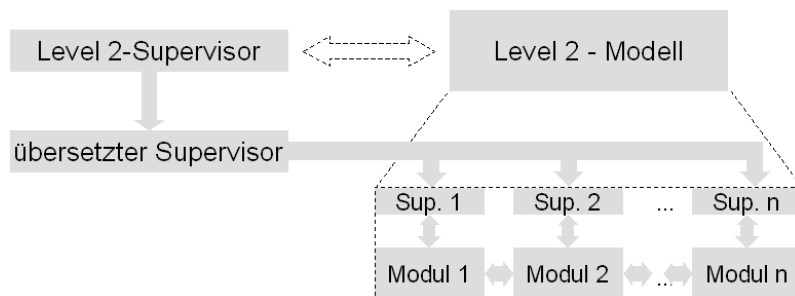 Level 2-Supervisor
Level 2 - Modell
übersetzter Supervisor
Sup. 1 Sup. 2 ... Sup. n
Modul 1 Modul 2 ... Modul n